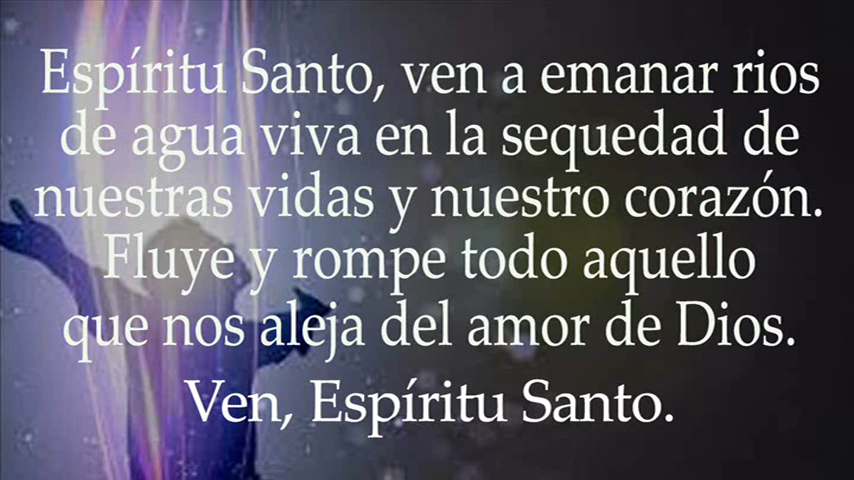 Espíritu Santo, ven a emanar rios
de agua viva en la sequedad de
nuestras vidas y nuestro corazón.
Fluye y rompe todo aquello
que nos aleja del amor de Dios.
Ven, Espíritu Santo.